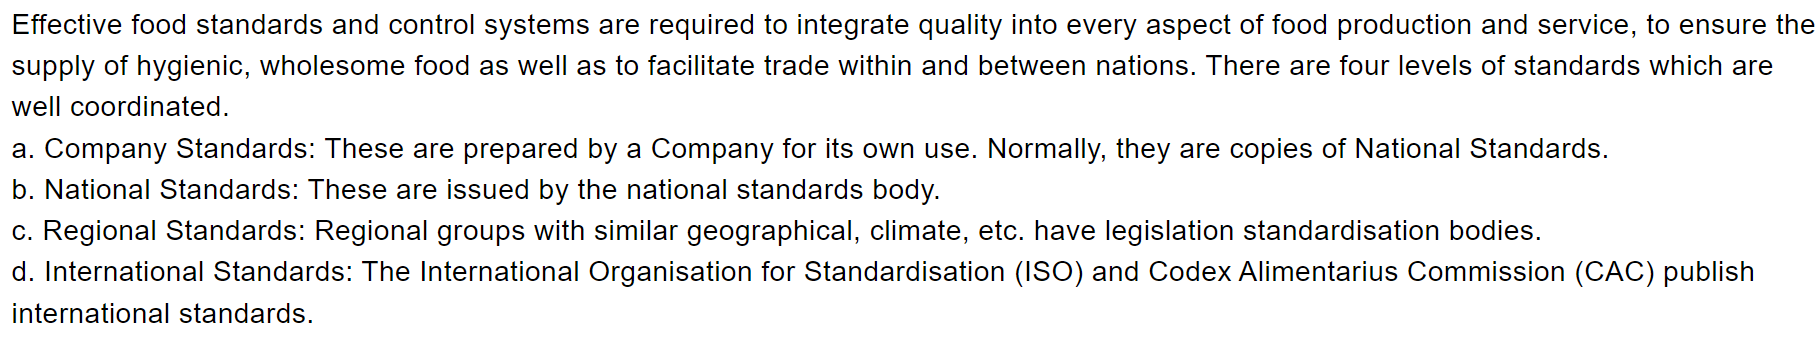 Effective food standards and control systems are required to integrate quality into every aspect of food production and service, to ensure the
supply of hygienic, wholesome food as well as to facilitate trade within and between nations. There are four levels of standards which are
well coordinated.
a. Company Standards: These are prepared by a Company for its own use. Normally, they are copies of National Standards.
b. National Standards: These are issued by the national standards body.
c. Regional Standards: Regional groups with similar geographical, climate, etc. have legislation standardisation bodies.
d. International Standards: The International Organisation for Standardisation (ISO) and Codex Alimentarius Commission (CAC) publish
international standards.